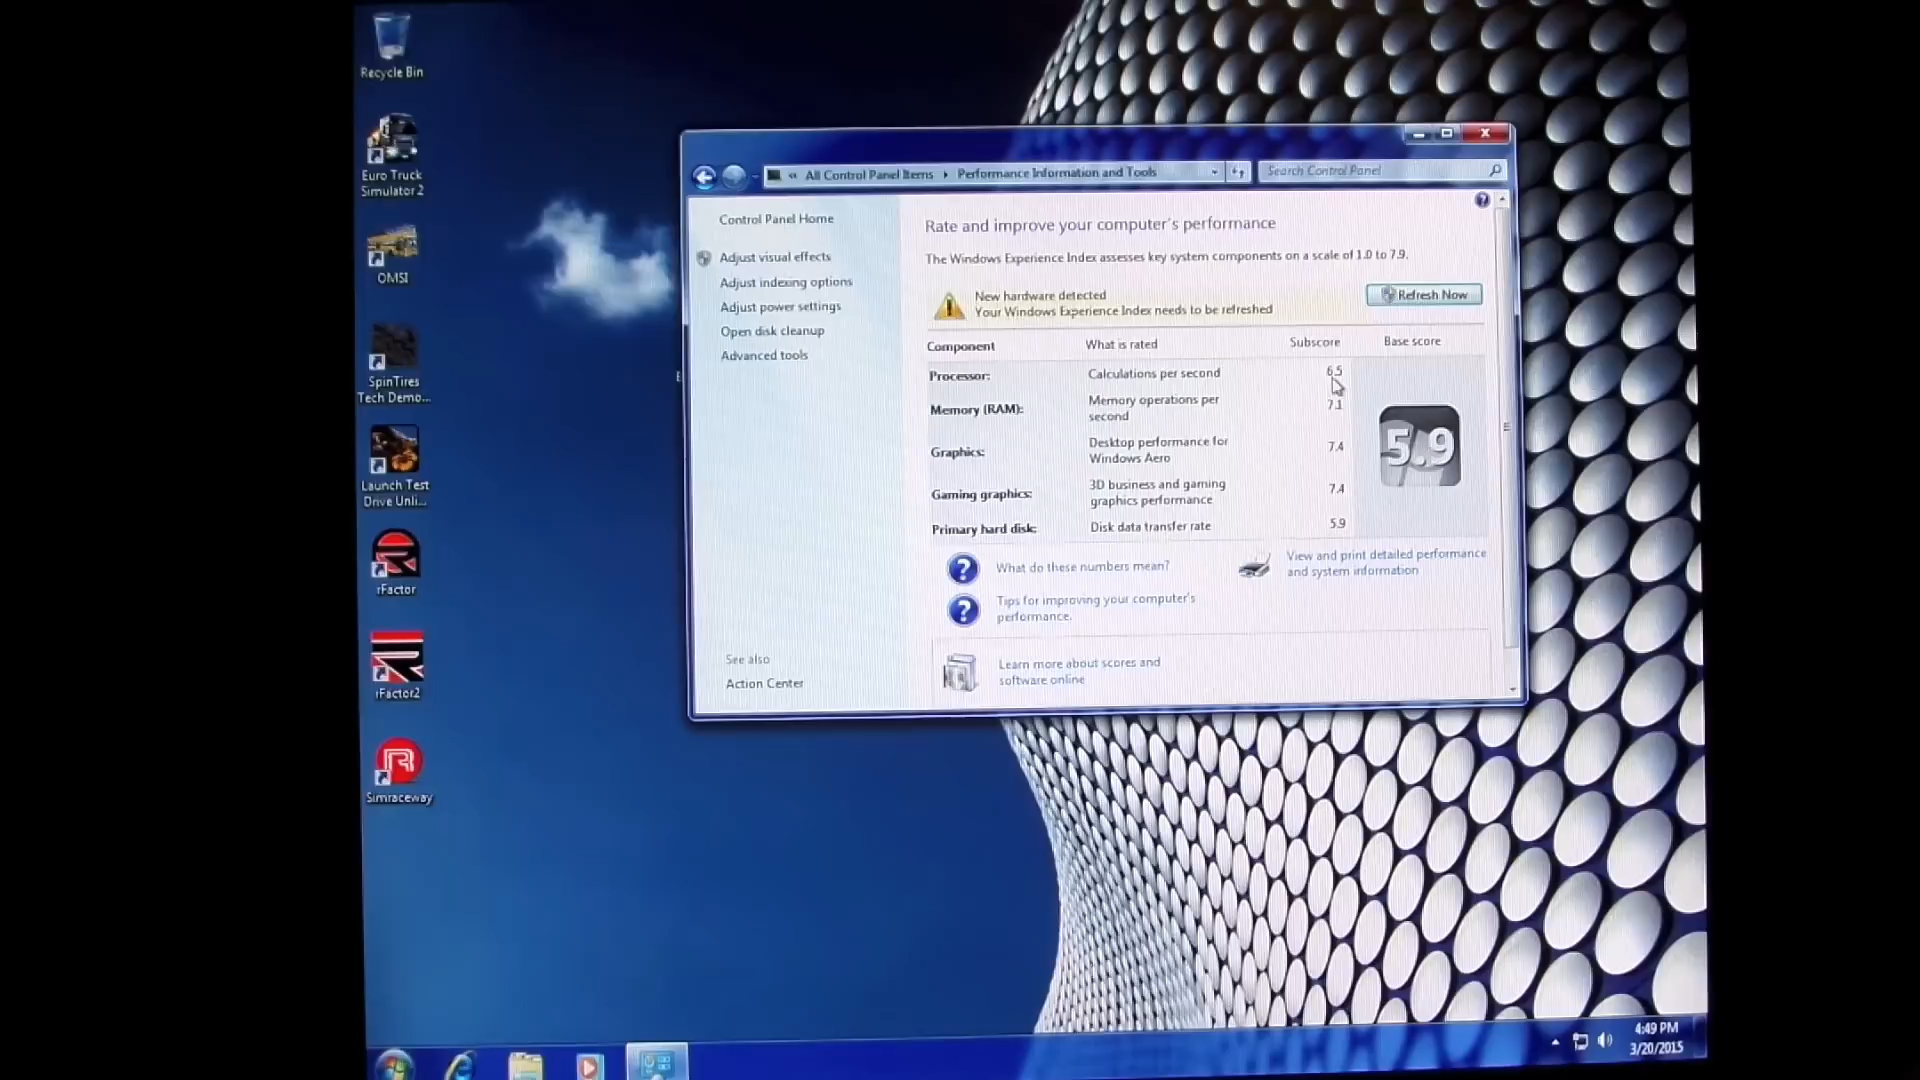 Recycle Bin
Euro Truck
Simulator 2
OMSI
SpinTires
Tech Demo...
Launch Test
Drive Unli...
rFactor
rFactor2
Simraceway
« All Control Panel Items ▸ Performance Information and Tools
Search Control Panel
Control Panel Home
Adjust visual effects
Adjust indexing options
Adjust power settings
Open disk cleanup
Advanced tools
See also
Action Center
Rate and improve your computer's performance
The Windows Experience Index assesses key system components on a scale of 1.0 to 7.9.
New hardware detected
Your Windows Experience Index needs to be refreshed
Refresh Now
Component What is rated Subscore Base score
Processor: Calculations per second 6.5
Memory (RAM): Memory operations per
second 7.1
Graphics: Desktop performance for
Windows Aero 7.4
Gaming graphics: 3D business and gaming
graphics performance 7.4
Primary hard disk: Disk data transfer rate 5.9
5.9
What do these numbers mean?
View and print detailed performance
and system information
Tips for improving your computer's
performance.
Learn more about scores and
software online
4:49 PM
3/20/2015